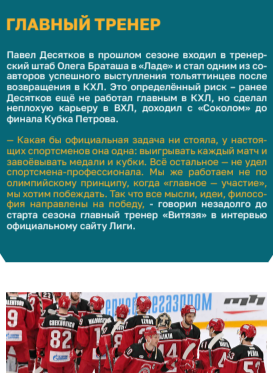 ГЛАВНЫЙ ТРЕНЕР
Павел Десятков в прошлом сезоне входил в тренер-
ский штаб Олега Браташа в «Ладе» и стал одним из со-
авторов успешного выступления тольяттинцев после
возвращения в КХЛ. Это определённый риск – ранее
Десятков ещё не работал главным в КХЛ, но сделал
неплохую карьеру в ВХЛ, доходил с «Соколом» до
финала Кубка Петрова.
— Какая бы официальная задача ни стояла, у настоя-
щих спортсменов она одна: выигрывать каждый матч и
завоёвывать медали и кубки. Всё остальное — не удел
спортсмена-профессионала. Мы же работаем не по
олимпийскому принципу, когда «главное — участие»,
мы хотим побеждать. Так что все мысли, идеи, филосо-
фия направлены на победу, - говорил незадолго до
старта сезона главный тренер «Витязя» в интервью
официальному сайту Лиги.
82
91
53